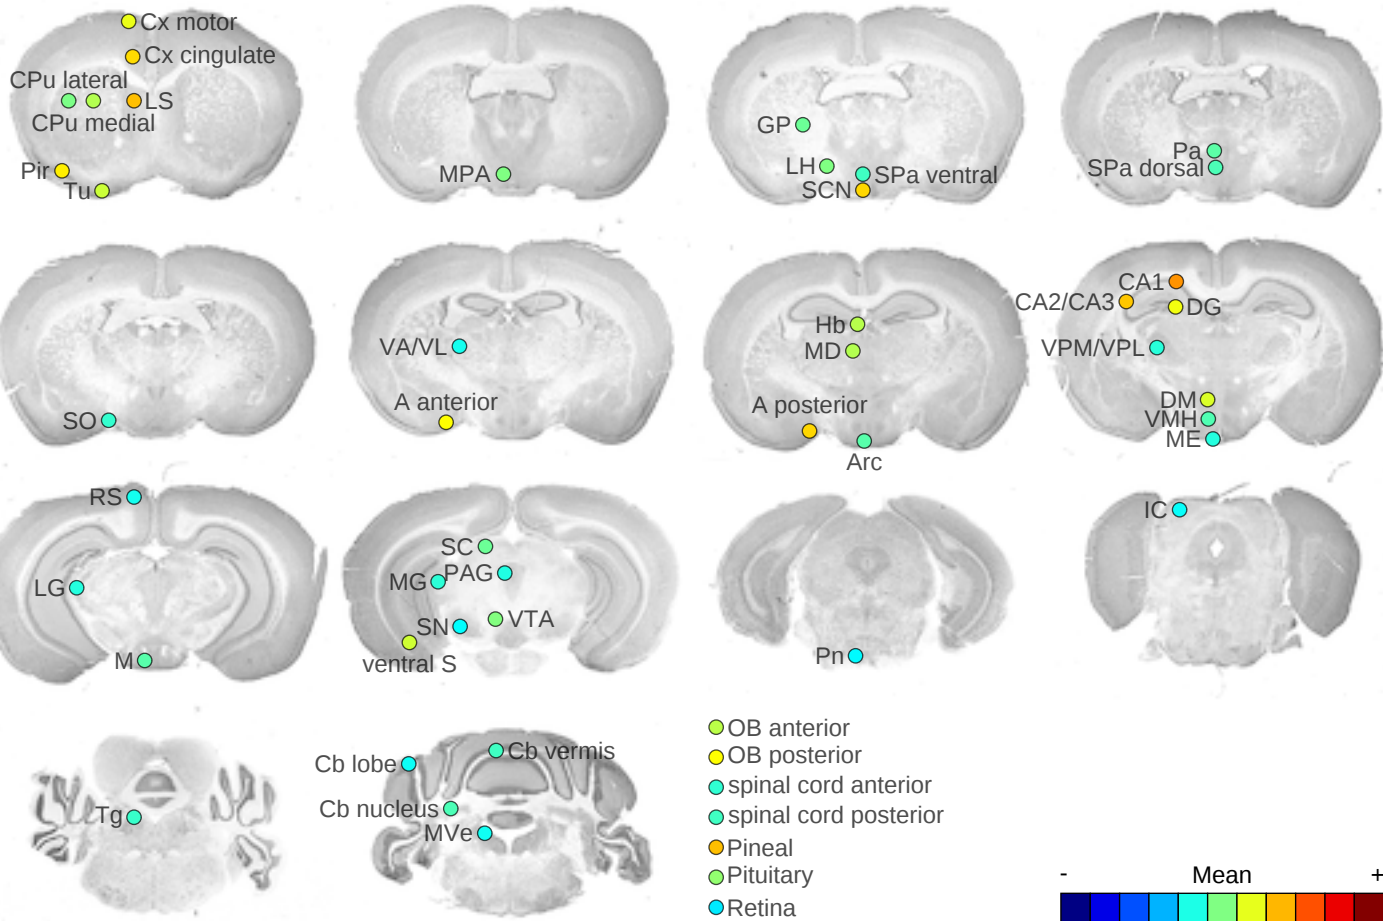 Cx motor
Cx cingulate
CPu lateral
LS
CPu medial
Pir
Tu
MPA
GP
LH
SPa ventral
SCN
Pa
SPa dorsal
SO
VA/VL
A anterior
Hb
MD
A posterior
Arc
CA1
CA2/CA3
DG
VPM/VPL
DM
VMH
ME
RS
LG
M
SC
PAG
MG
VTA
SN
ventral S
Pn
IC
Tg
Cb lobe
Cb vermis
Cb nucleus
MVe
OB anterior
OB posterior
spinal cord anterior
spinal cord posterior
Pineal
Pituitary
Retina
- Mean +